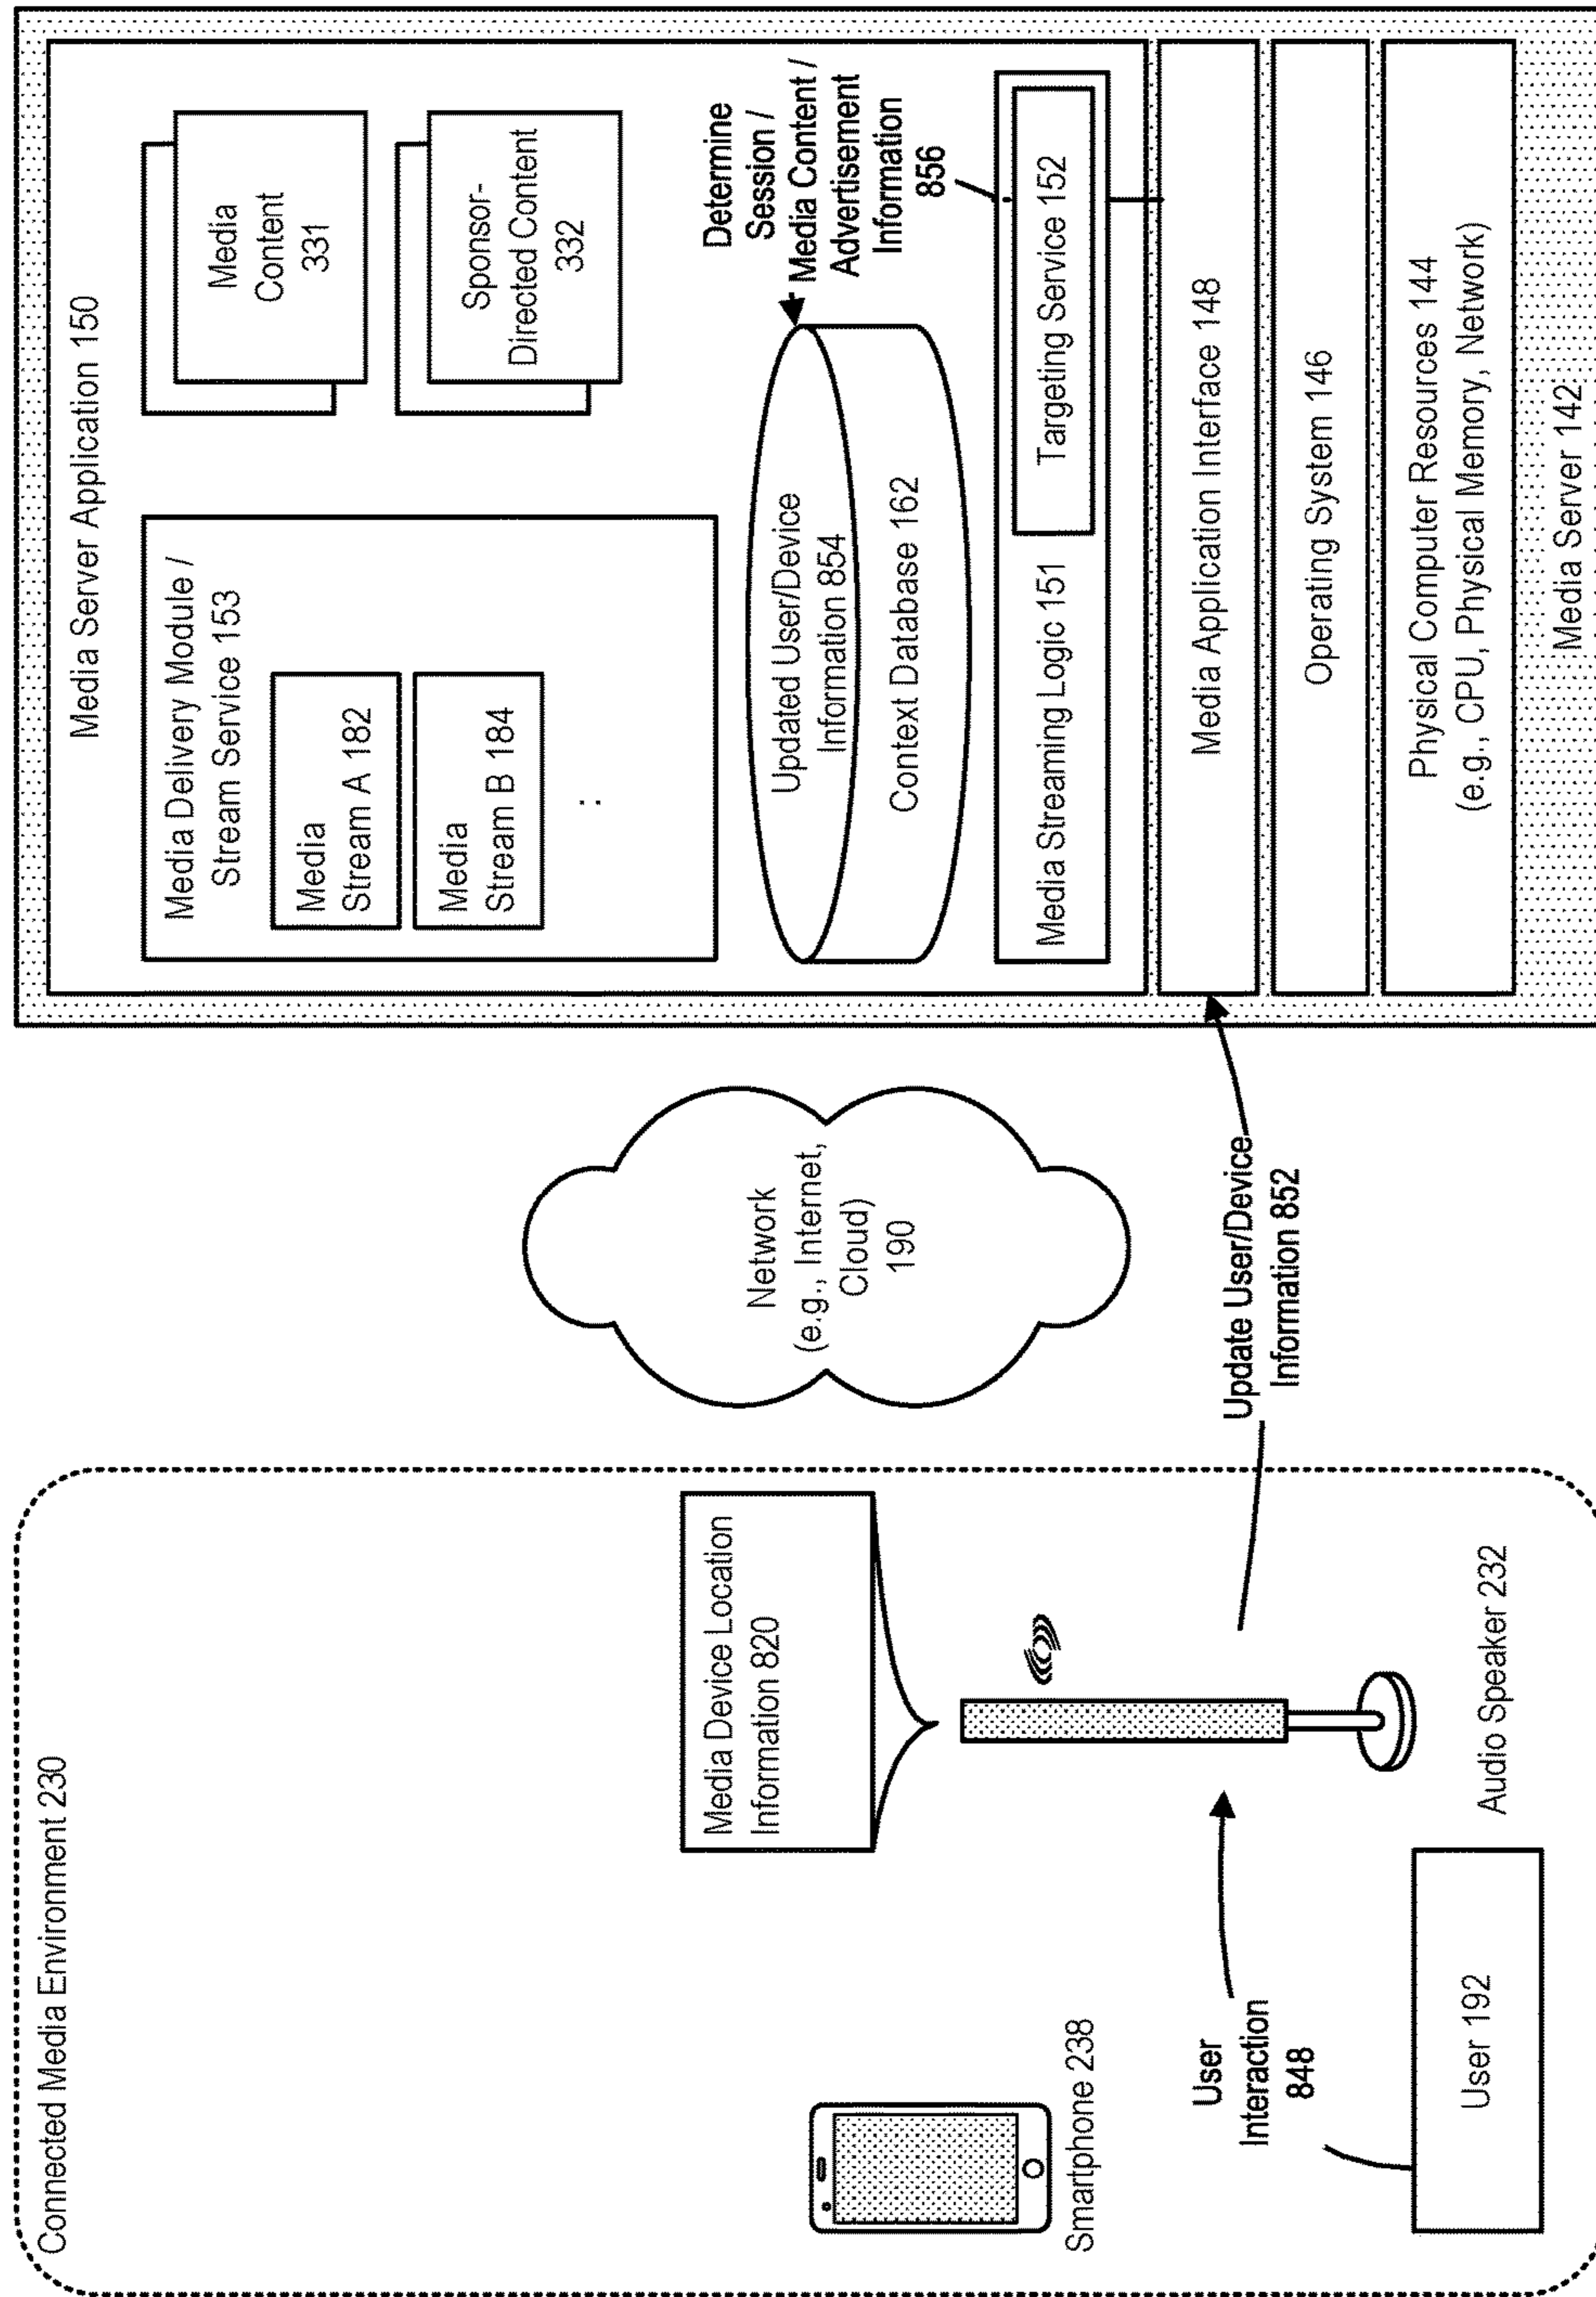 Connected Media Environment 230
Media Device Location
Information 820
Smartphone 238
User
Interaction
848
User 192
Audio Speaker 232
Update User/Device
Information 852
Network
(e.g., Internet,
Cloud)
190
Media Server Application 150
Media Delivery Module /
Stream Service 153
Media
Stream A 182
Media
Stream B 184
Media
Content
331
Sponsor-
Directed Content
332
Updated User/Device
Information 854
Context Database 162
Determine
Session /
Media Content /
Advertisement
Information
856
Media Streaming Logic 151
Targeting Service 152
Media Application Interface 148
Operating System 146
Physical Computer Resources 144
(e.g., CPU, Physical Memory, Network)
Media Server 142